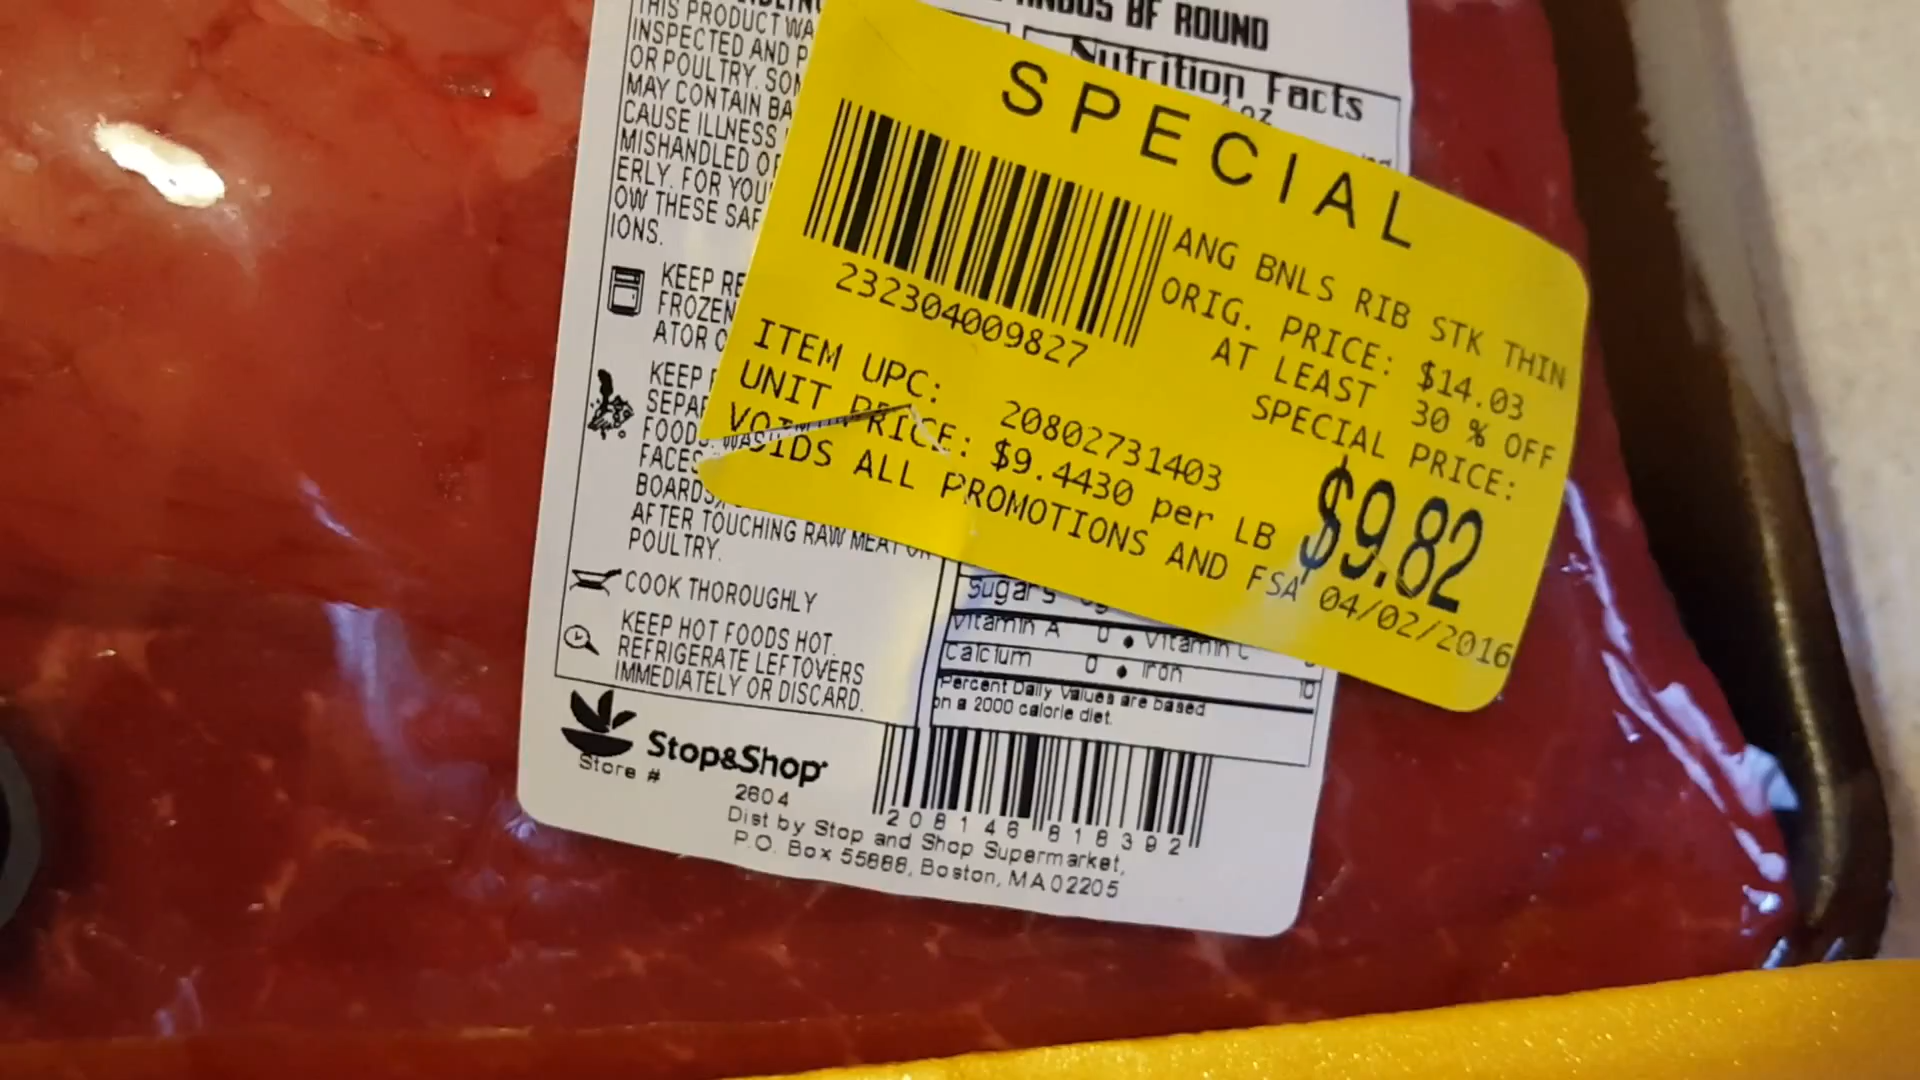 BF ROUND
Nutrition Facts
oz
THIS PRODUCT WA
INSPECTED AND P
OR POULTRY. SOM
MAY CONTAIN BA
CAUSE ILLNESS
MISHANDLED OR
ERLY. FOR YOU
OW THESE SAF
IONS.
KEEP RE
FROZEN
ATOR O
KEEP R
SEPAR
FOODS. WAS
FACES
BOARDS,
AFTER TOUCHING RAW MEAT OR
POULTRY.
COOK THOROUGHLY
KEEP HOT FOODS HOT.
REFRIGERATE LEFTOVERS
IMMEDIATELY OR DISCARD.
SPECIAL
232304009827
ANG BNLS RIB STK THIN
ORIG. PRICE: $14.03
AT LEAST 30 % OFF
SPECIAL PRICE:
$9.82
ITEM UPC: 20802731403
UNIT PRICE: $9.4430 per LB
VOIDS ALL PROMOTIONS AND FSA 04/02/2016
Sugars
Vitamin A 0 • Vitamin C
Calcium 0 • Iron 10
Percent Daily Values are based
on a 2000 calorie diet.
Stop&Shop
Store #
2604
Dist by Stop and Shop Supermarket,
P.O. Box 55888, Boston, MA 02205
208146 818392